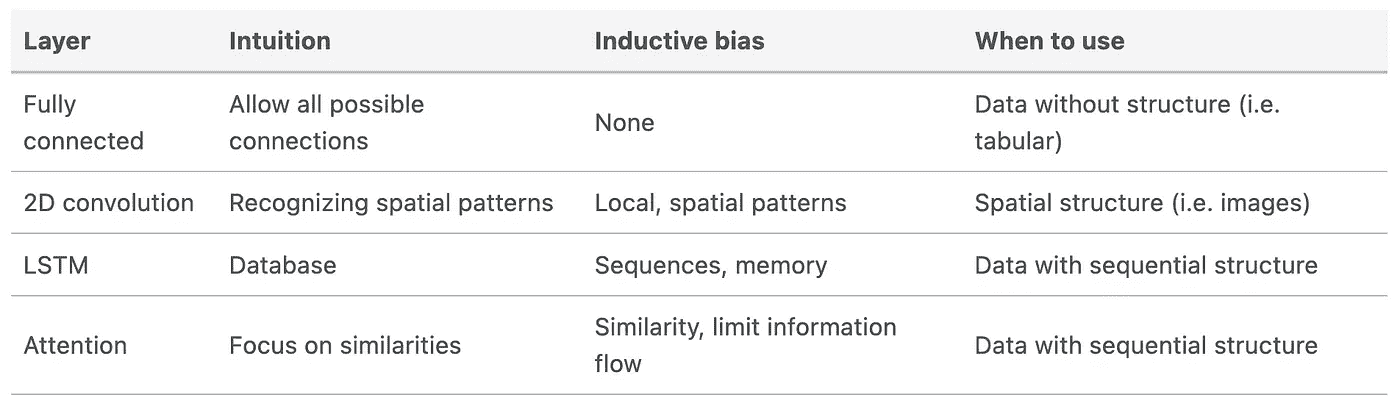 Layer Intuition Inductive bias When to use
Fully connected Allow all possible connections None Data without structure (i.e. tabular)
2D convolution Recognizing spatial patterns Local, spatial patterns Spatial structure (i.e. images)
LSTM Database Sequences, memory Data with sequential structure
Attention Focus on similarities Similarity, limit information flow Data with sequential structure